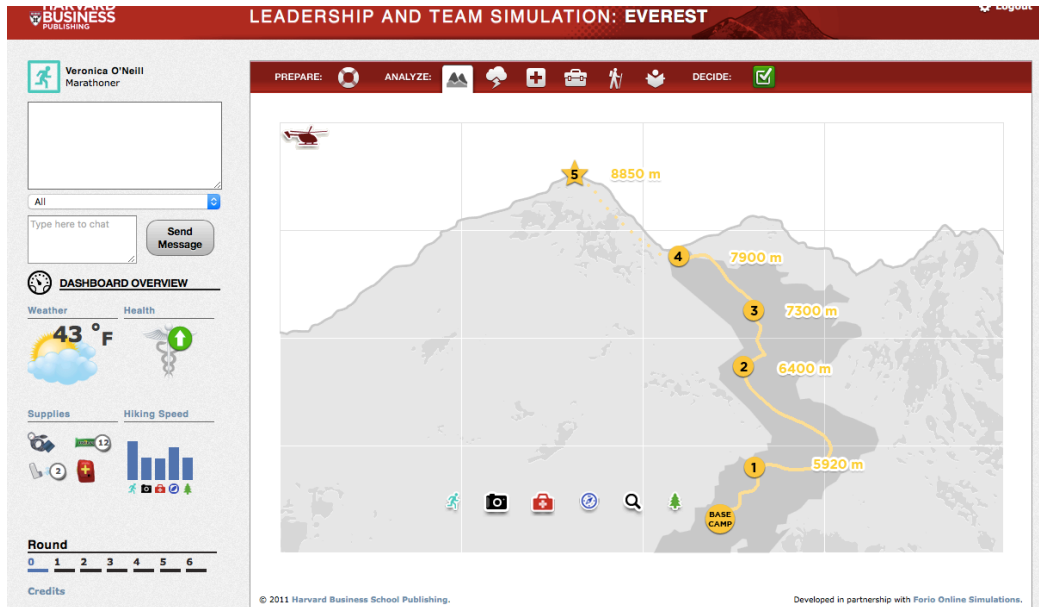 HARVARD
BUSINESS
PUBLISHING
LEADERSHIP AND TEAM SIMULATION: EVEREST
Logout
Veronica O'Neill
Marathoner
All
Type here to chat
Send
Message
DASHBOARD OVERVIEW
Weather
Health
43 °F
Supplies
Hiking Speed
12
2
Round
0 1 2 3 4 5 6
Credits
PREPARE:
ANALYZE:
DECIDE:
5
8850 m
4
7900 m
3
7300 m
2
6400 m
1
5920 m
BASE
CAMP
© 2011 Harvard Business School Publishing.
Developed in partnership with Forio Online Simulations.